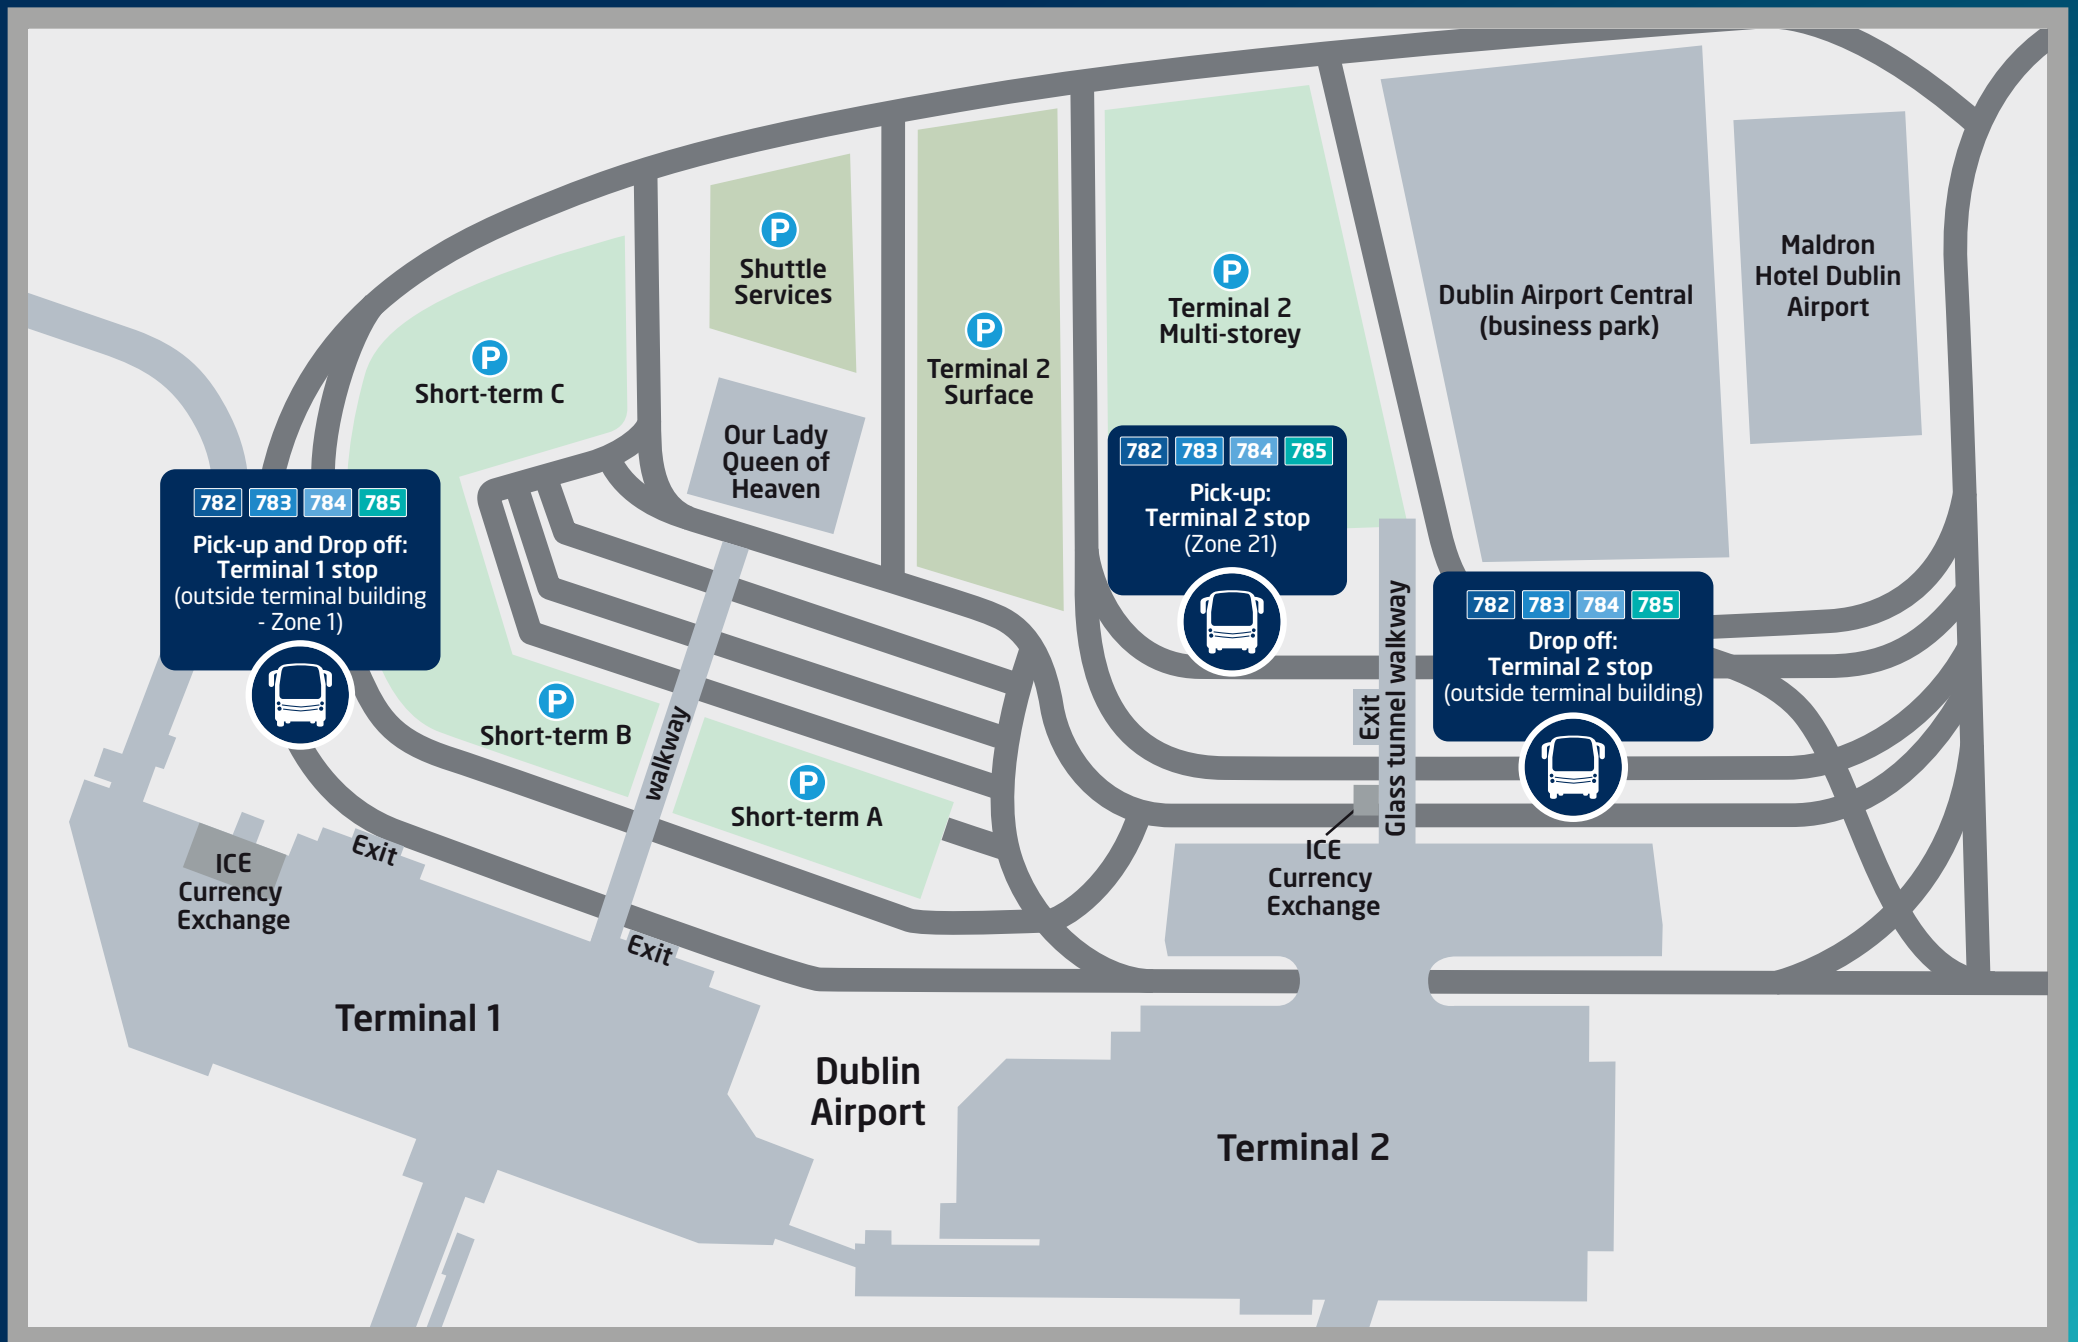 P
Shuttle
Services
P
Short-term C
P
Terminal 2
Surface
P
Terminal 2
Multi-storey
Dublin Airport Central
(business park)
Maldron
Hotel Dublin
Airport
Our Lady
Queen of
Heaven
782 783 784 785
Pick-up and Drop off:
Terminal 1 stop
(outside terminal building
- Zone 1)
782 783 784 785
Pick-up:
Terminal 2 stop
(Zone 21)
782 783 784 785
Drop off:
Terminal 2 stop
(outside terminal building)
P
Short-term B
walkway
P
Short-term A
Exit
Glass tunnel walkway
ICE
Currency
Exchange
Exit
ICE
Currency
Exchange
Exit
Terminal 1
Dublin
Airport
Terminal 2